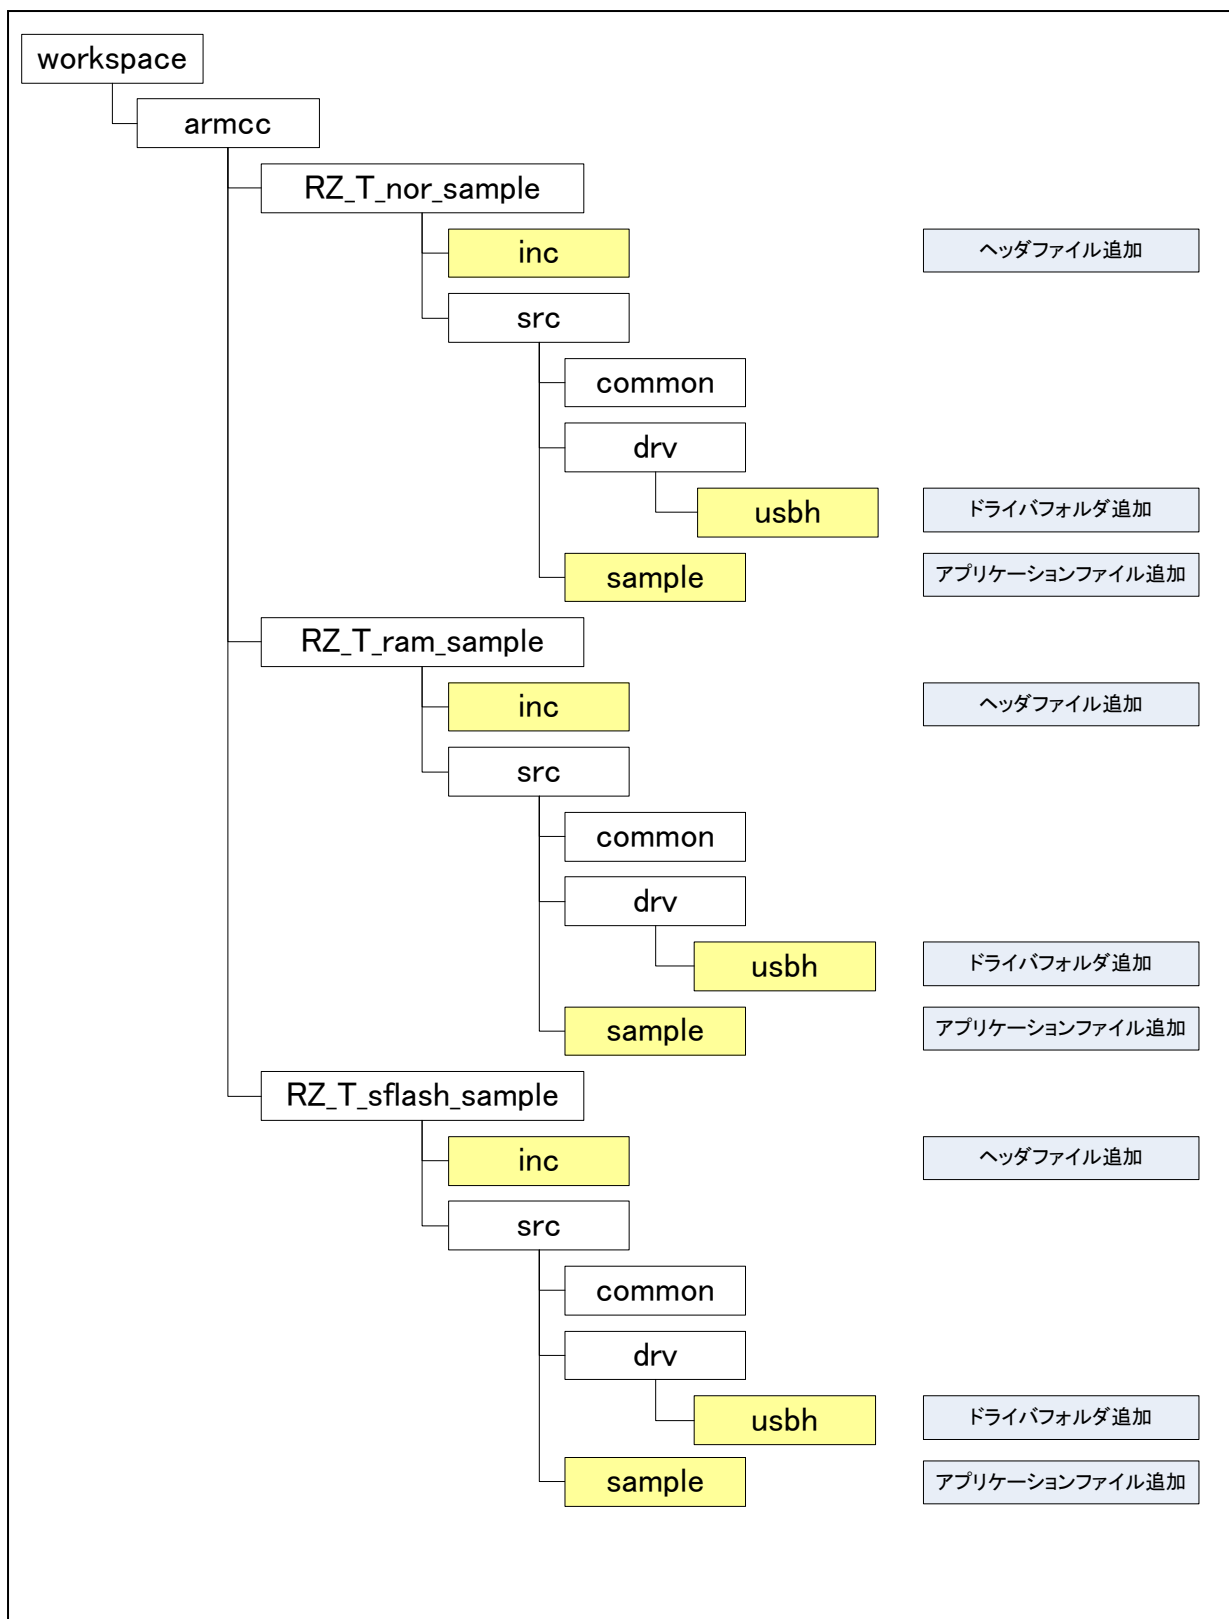 workspace
armcc
RZ_T_nor_sample
inc
ヘッダファイル追加
src
common
drv
usbh
ドライバフォルダ追加
sample
アプリケーションファイル追加
RZ_T_ram_sample
inc
ヘッダファイル追加
src
common
drv
usbh
ドライバフォルダ追加
sample
アプリケーションファイル追加
RZ_T_sflash_sample
inc
ヘッダファイル追加
src
common
drv
usbh
ドライバフォルダ追加
sample
アプリケーションファイル追加